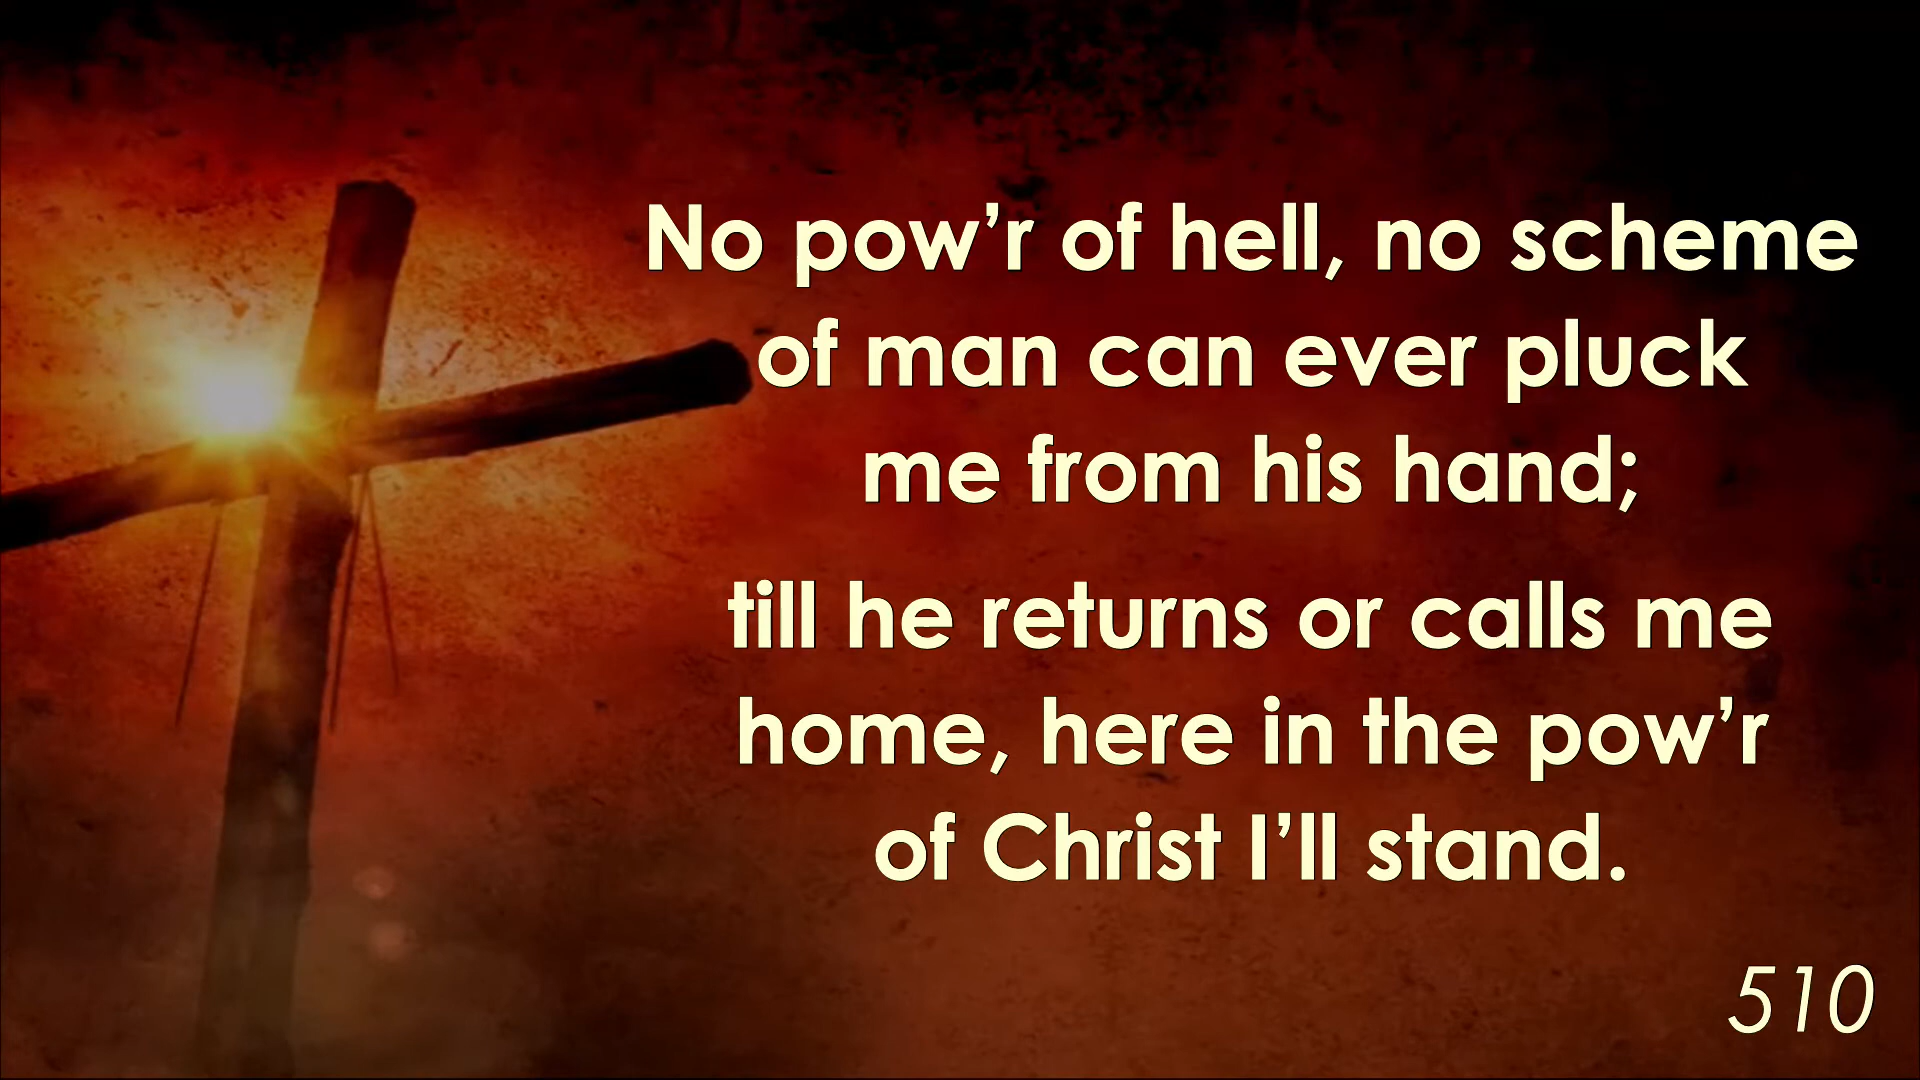 No pow’r of hell, no scheme
of man can ever pluck
me from his hand;
till he returns or calls me
home, here in the pow’r
of Christ I’ll stand.
510